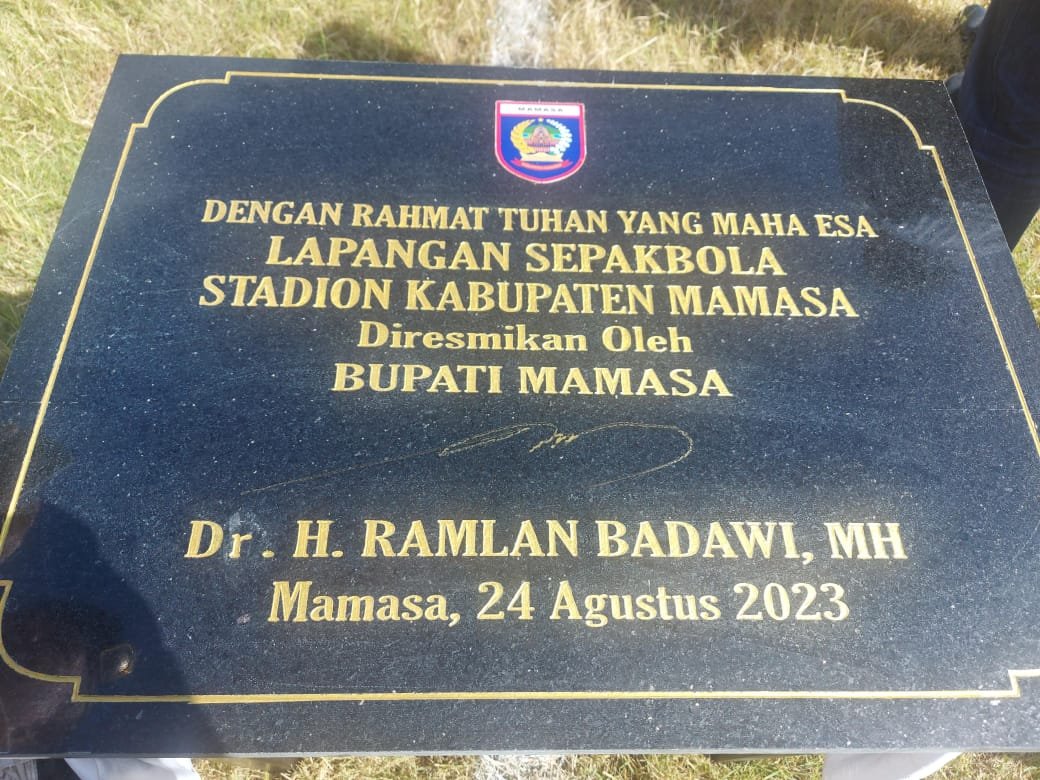 MAMASA
DENGAN RAHMAT TUHAN YANG MAHA ESA
LAPANGAN SEPAKBOLA
STADION KABUPATEN MAMASA
Diresmikan Oleh
BUPATI MAMASA
Dr. H. RAMLAN BADAWI, MH
Mamasa, 24 Agustus 2023